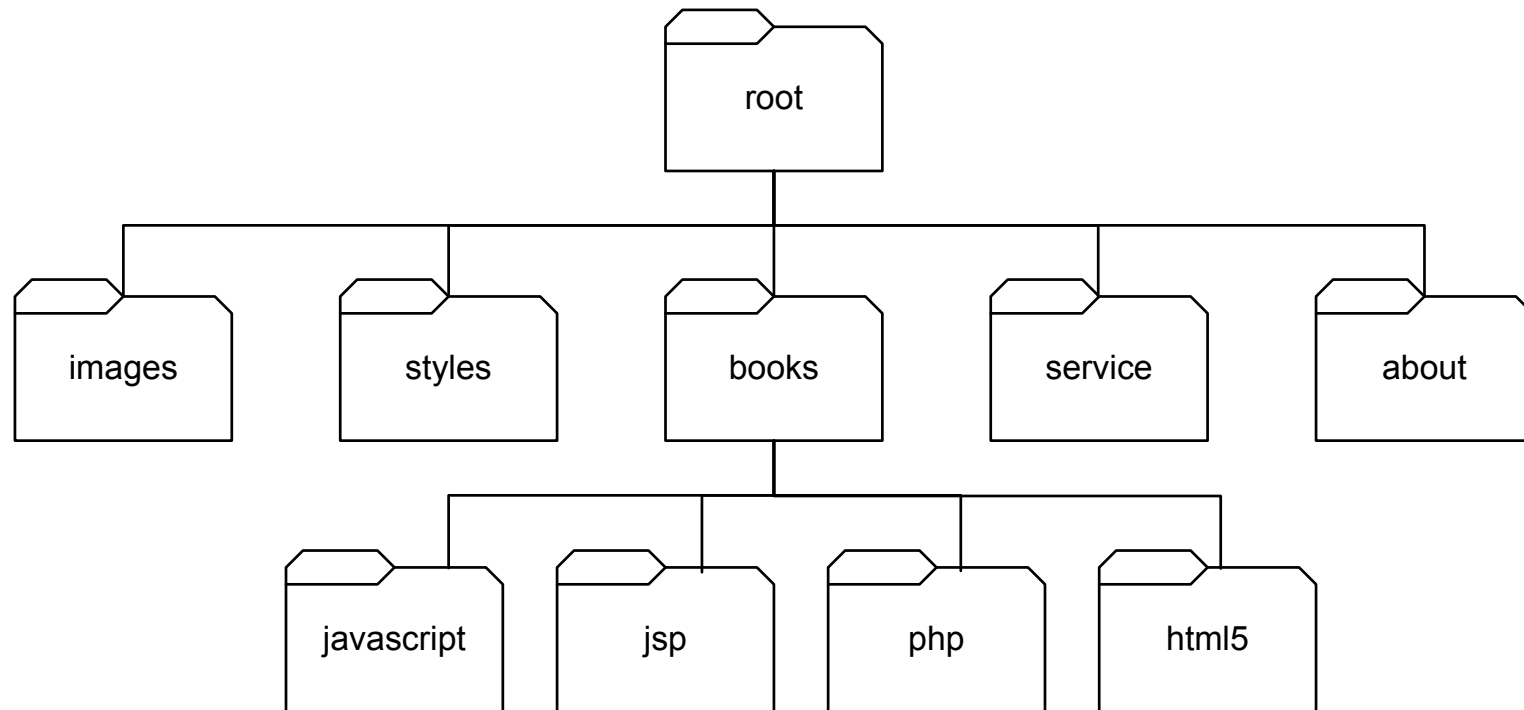 root
images
styles
books
service
about
javascript
jsp
php
html5